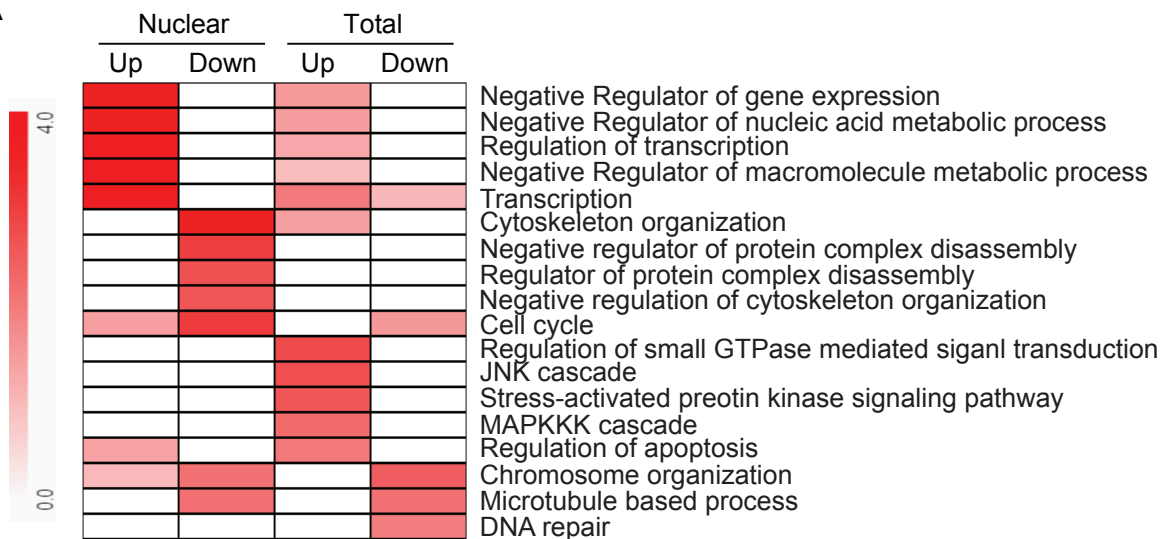 Nuclear Total
Up Down Up Down
4.0
0.0
Negative Regulator of gene expression
Negative Regulator of nucleic acid metabolic process
Regulation of transcription
Negative Regulator of macromolecule metabolic process
Transcription
Cytoskeleton organization
Negative regulator of protein complex disassembly
Regulator of protein complex disassembly
Negative regulation of cytoskeleton organization
Cell cycle
Regulation of small GTPase mediated siganl transduction
JNK cascade
Stress-activated preotin kinase signaling pathway
MAPKKK cascade
Regulation of apoptosis
Chromosome organization
Microtubule based process
DNA repair